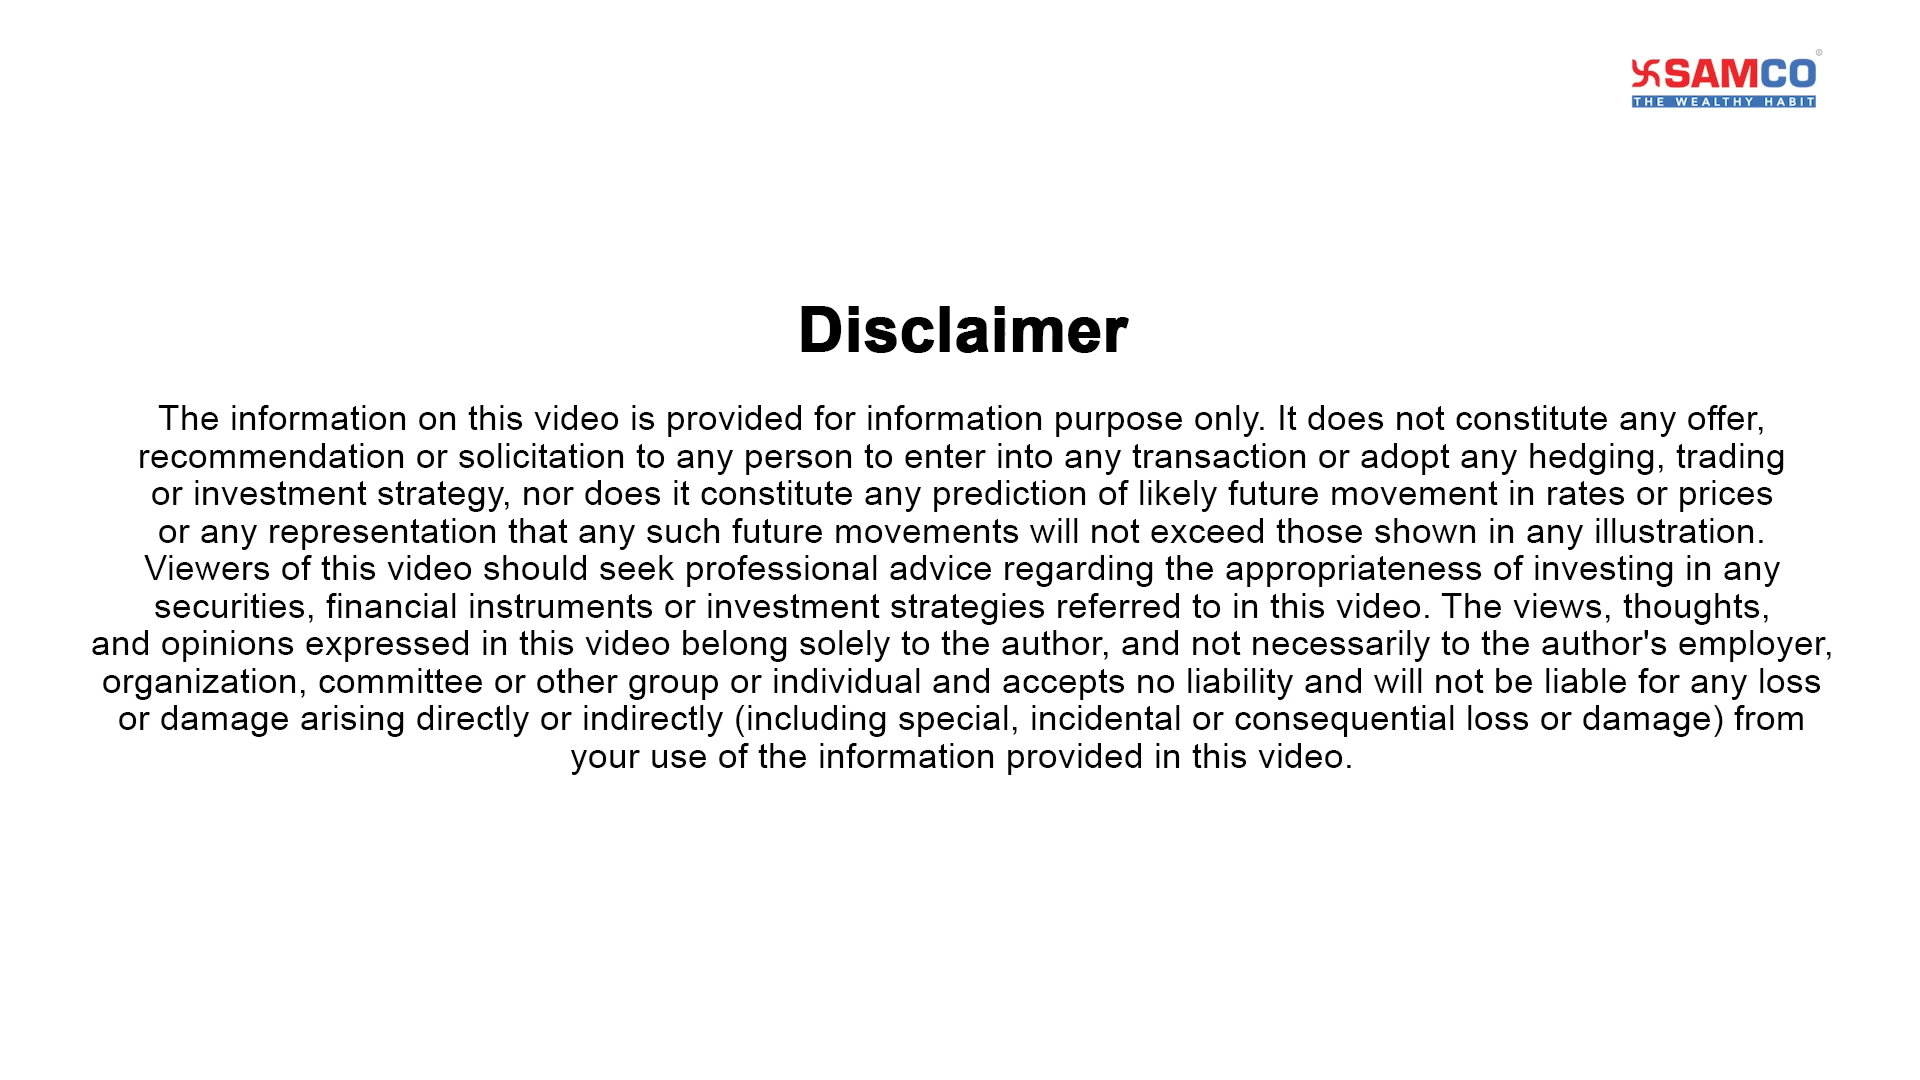 SAMCO®
THE WEALTHY HABIT
Disclaimer
The information on this video is provided for information purpose only. It does not constitute any offer,
recommendation or solicitation to any person to enter into any transaction or adopt any hedging, trading
or investment strategy, nor does it constitute any prediction of likely future movement in rates or prices
or any representation that any such future movements will not exceed those shown in any illustration.
Viewers of this video should seek professional advice regarding the appropriateness of investing in any
securities, financial instruments or investment strategies referred to in this video. The views, thoughts,
and opinions expressed in this video belong solely to the author, and not necessarily to the author's employer,
organization, committee or other group or individual and accepts no liability and will not be liable for any loss
or damage arising directly or indirectly (including special, incidental or consequential loss or damage) from
your use of the information provided in this video.